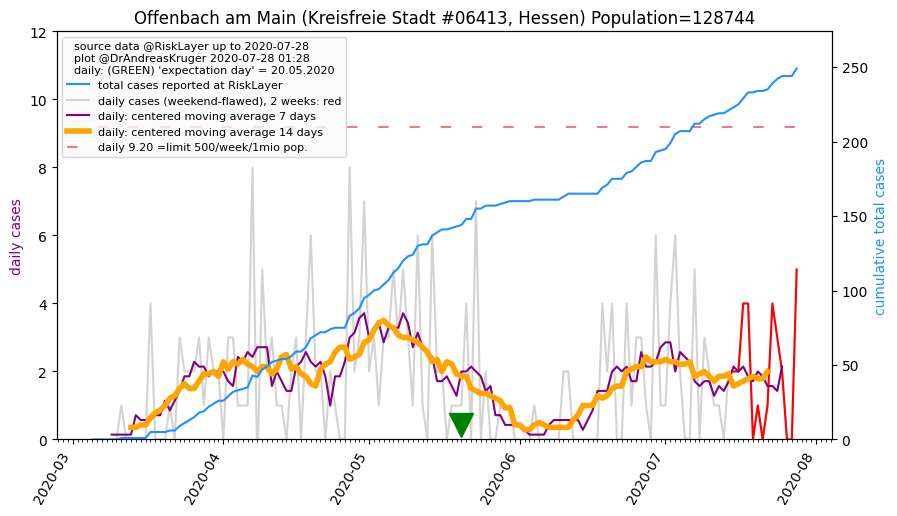 Offenbach am Main (Kreisfreie Stadt #06413, Hessen) Population=128744
source data @RiskLayer up to 2020-07-28
plot @DrAndreasKruger 2020-07-28 01:28
daily: (GREEN) 'expectation day' = 20.05.2020
total cases reported at RiskLayer
daily cases (weekend-flawed), 2 weeks: red
daily: centered moving average 7 days
daily: centered moving average 14 days
daily 9.20 =limit 500/week/1mio pop.
daily cases
12
10
8
6
4
2
0
cumulative total cases
250
200
150
100
50
0
2020-03
2020-04
2020-05
2020-06
2020-07
2020-08